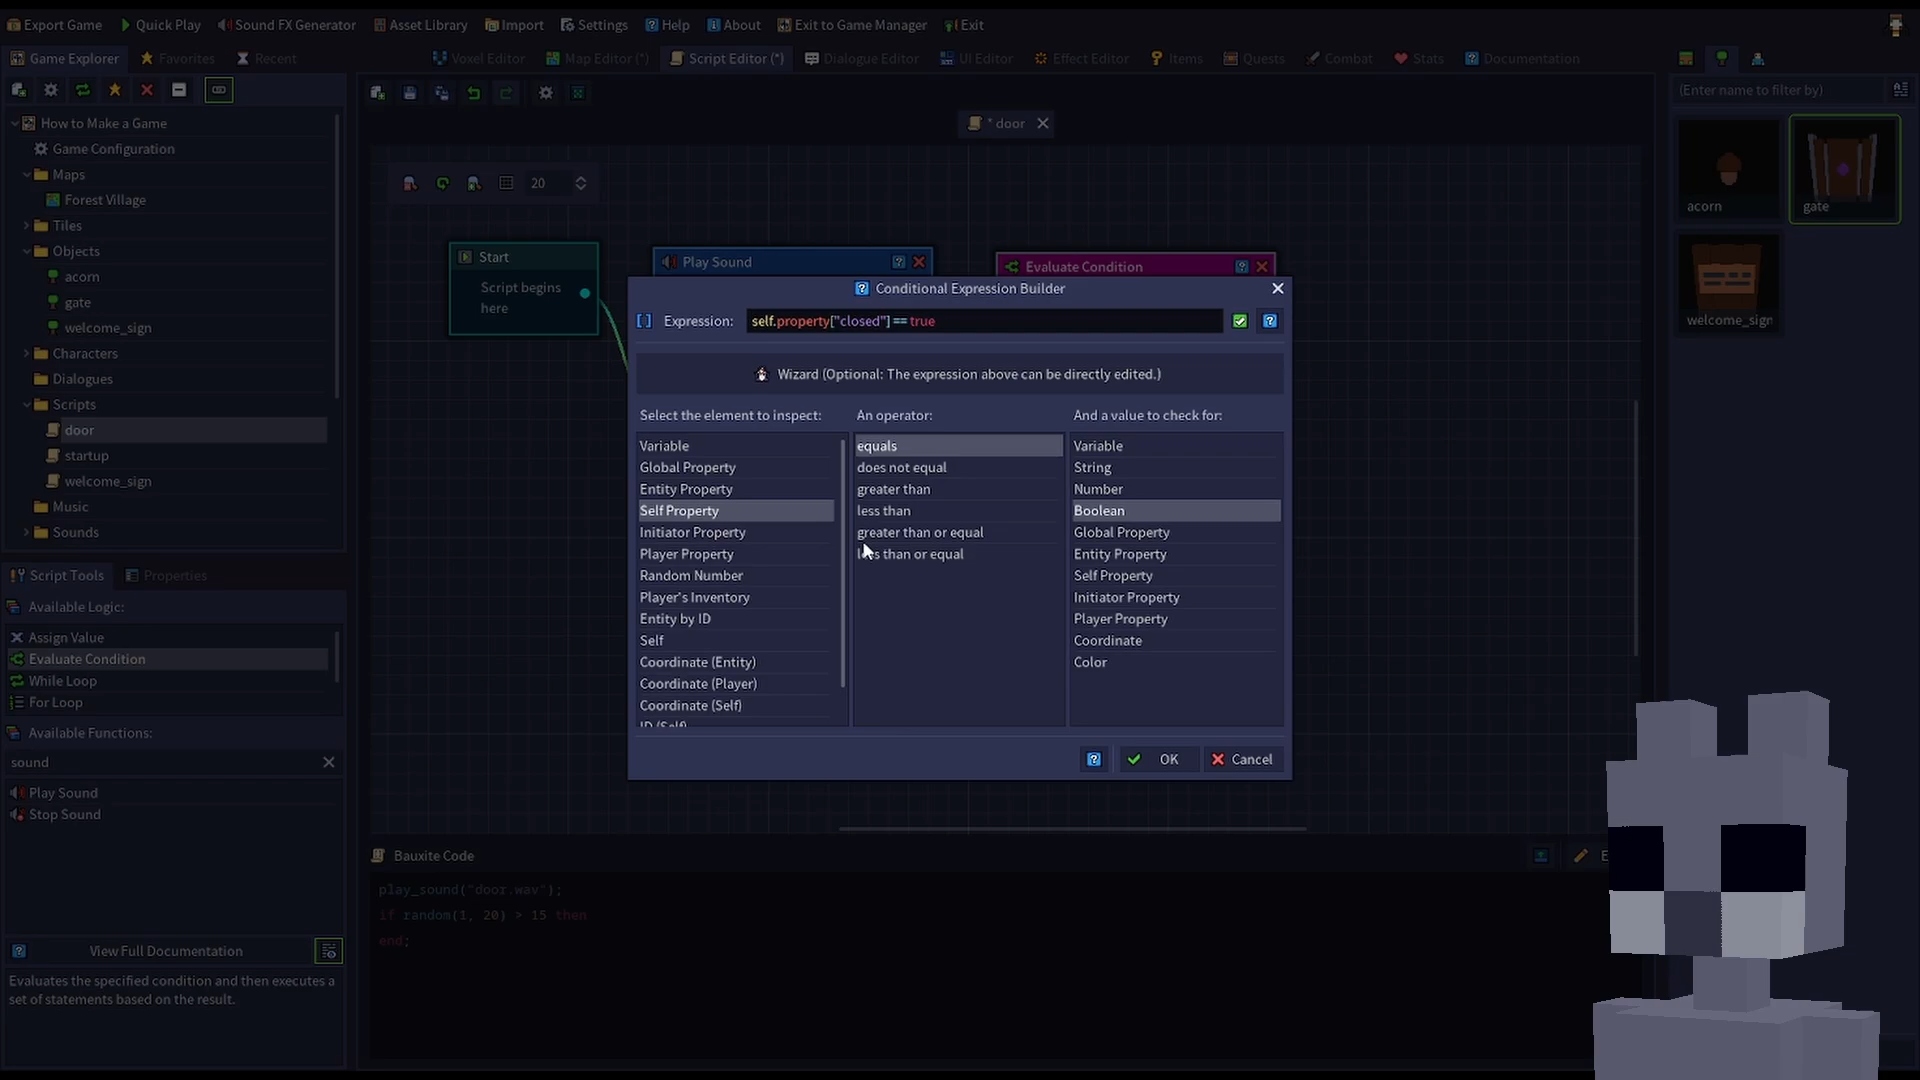 Export Game
Quick Play
Sound FX Generator
Asset Library
Import
Settings
Help
About
Exit to Game Manager
Exit
Game Explorer
Favorites
Recent
Voxel Editor
Map Editor (*)
Script Editor (*)
Dialogue Editor
UI Editor
Effect Editor
Items
Quests
Combat
Stats
Documentation
(Enter name to filter by)
* door
How to Make a Game
Game Configuration
Maps
Forest Village
Tiles
Objects
acorn
gate
welcome_sign
Characters
Dialogues
Scripts
door
startup
welcome_sign
Music
Sounds
20
Start
Script begins
here
Play Sound
Evaluate Condition
acorn
gate
welcome_sign
Conditional Expression Builder
Expression:
self.property["closed"] == true
Wizard (Optional: The expression above can be directly edited.)
Select the element to inspect:
An operator:
And a value to check for:
Variable
Global Property
Entity Property
Self Property
Initiator Property
Player Property
Random Number
Player's Inventory
Entity by ID
Self
Coordinate (Entity)
Coordinate (Player)
Coordinate (Self)
ID (Self)
equals
does not equal
greater than
less than
greater than or equal
less than or equal
Variable
String
Number
Boolean
Global Property
Entity Property
Self Property
Initiator Property
Player Property
Coordinate
Color
OK
Cancel
Script Tools
Properties
Available Logic:
Assign Value
Evaluate Condition
While Loop
For Loop
Available Functions:
sound
Play Sound
Stop Sound
View Full Documentation
Evaluates the specified condition and then executes a
set of statements based on the result.
Bauxite Code
play_sound("door.wav");
if random(1, 20) > 15 then
end;